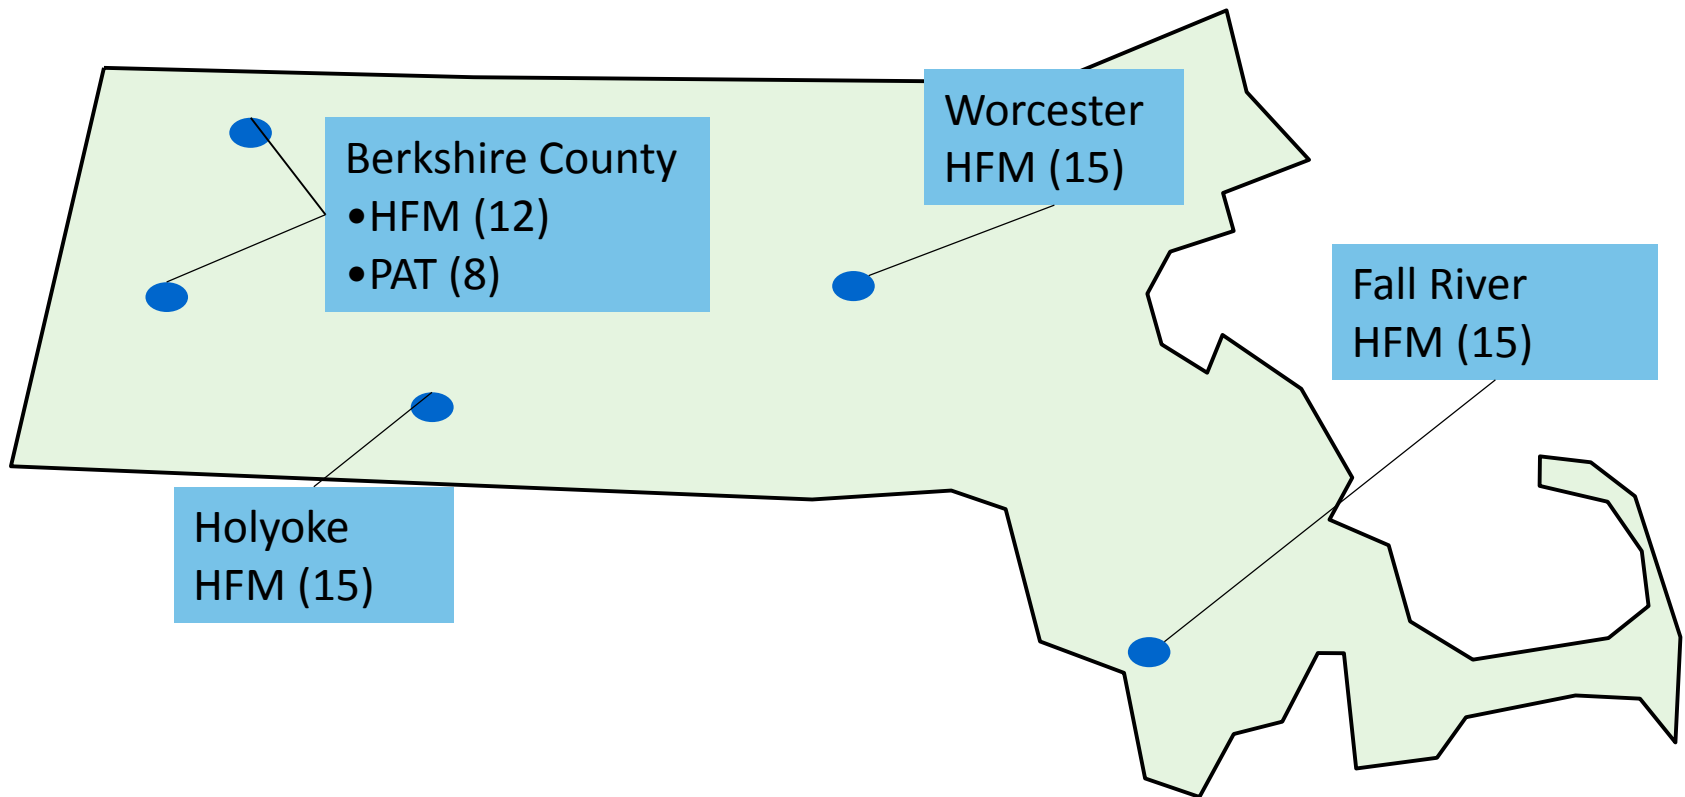 Berkshire County
•HFM (12)
•PAT (8)
Worcester
HFM (15)
Fall River
HFM (15)
Holyoke
HFM (15)